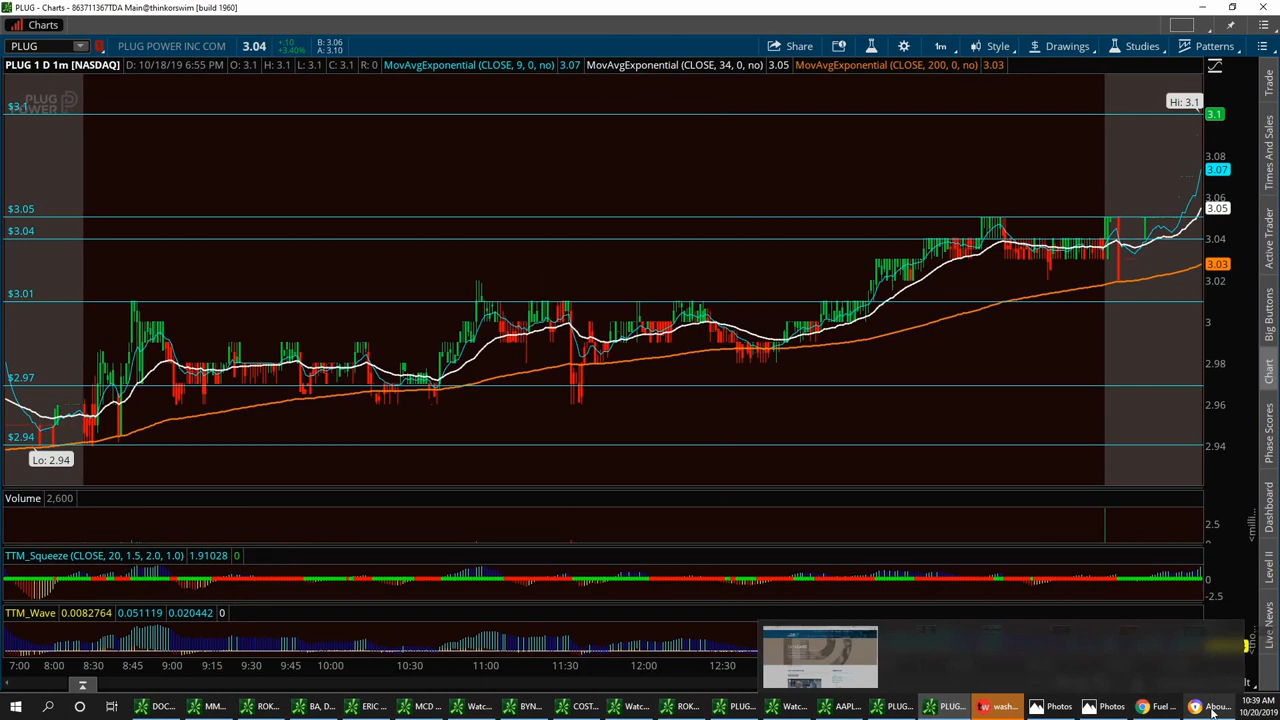 PLUG - Charts - 863711367TDA Main@thinkorswim [build 1960]
Charts
PLUG PLUG POWER INC COM 3.04 +.10 +3.40% B: 3.06 A: 3.10 Share 1m Style Drawings Studies Patterns
PLUG 1 D 1m [NASDAQ] D: 10/18/19 6:55 PM O: 3.1 H: 3.1 L: 3.1 C: 3.1 R: 0 MovAvgExponential (CLOSE, 9, 0, no) 3.07 MovAvgExponential (CLOSE, 34, 0, no) 3.05 MovAvgExponential (CLOSE, 200, 0, no) 3.03
PLUG
POWER
Hi: 3.1
$3.1
3.1
3.08
3.07
3.06
$3.05
3.05
$3.04
3.04
3.03
3.02
$3.01
3
2.98
$2.97
2.96
$2.94
2.94
Lo: 2.94
Volume 2,600
2.5
0
<milli...
TTM_Squeeze (CLOSE, 20, 1.5, 2.0, 1.0) 1.91028 0
0
-2.5
TTM_Wave 0.0082764 0.051119 0.020442 0
7:00 8:00 8:30 8:45 9:00 9:15 9:30 9:45 10:00 10:30 11:00 11:30 12:00 12:30
Trade
Times And Sales
Active Trader
Big Buttons
Chart
Phase Scores
Dashboard
Level II
Live News
DOC... MM... BA, D... ERIC ... MCD ... ROK... BYN... COST... Watc... ROK... PLUG... Watc... AAPL... PLUG... PLUG... wash... Photos Photos Fuel ... Abou... 10:39 AM
10/20/2019